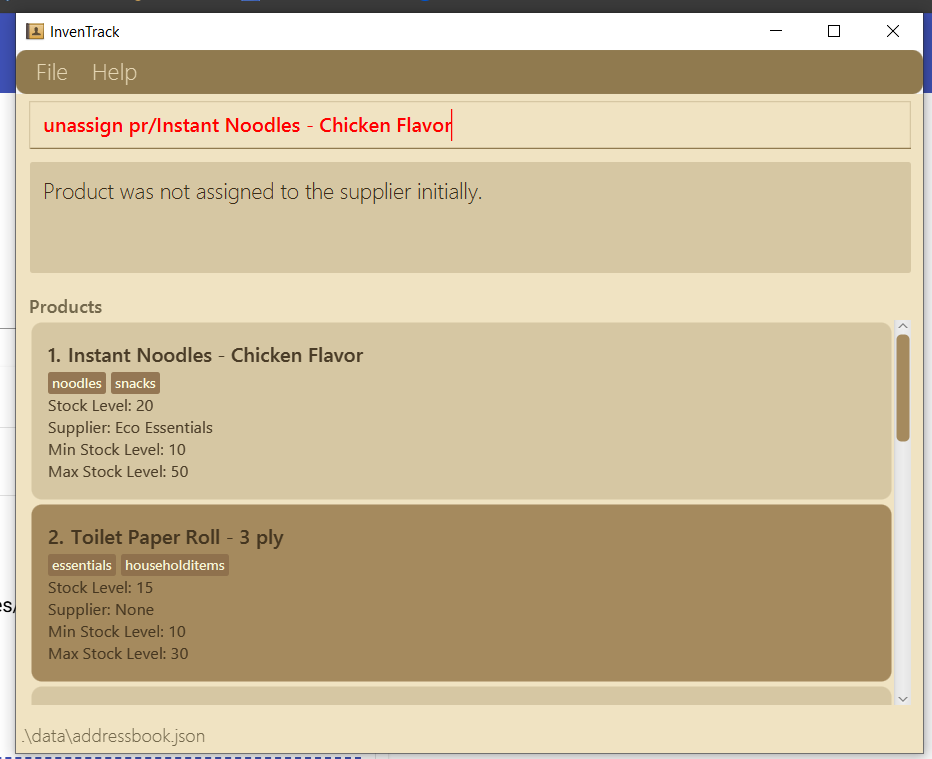 InvenTrack
File Help
unassign pr/Instant Noodles - Chicken Flavor
Product was not assigned to the supplier initially.
Products
1. Instant Noodles - Chicken Flavor
noodles snacks
Stock Level: 20
Supplier: Eco Essentials
Min Stock Level: 10
Max Stock Level: 50
2. Toilet Paper Roll - 3 ply
essentials householditems
Stock Level: 15
Supplier: None
es/
Min Stock Level: 10
Max Stock Level: 30
.\data\addressbook.json